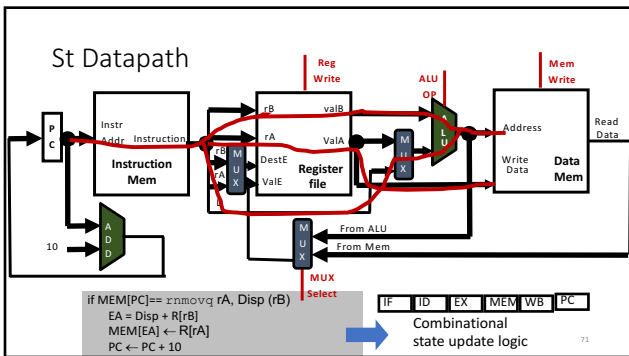 St Datapath
Reg
Write
ALU
OP
Mem
Write
P
C
Instr
Addr
Instruction
Instruction
Mem
rB
rA
rB
rA
D
M
U
X
DestE
ValE
valB
ValA
Register
file
M
U
X
A
L
U
Address
Write
Data
Data
Mem
Read
Data
10
A
D
D
M
U
X
From ALU
From Mem
MUX
Select
if MEM[PC]== rnmovq rA, Disp (rB)
EA = Disp + R[rB]
MEM[EA] ← R[rA]
PC ← PC + 10
IF ID EX MEM WB PC
Combinational
state update logic
71